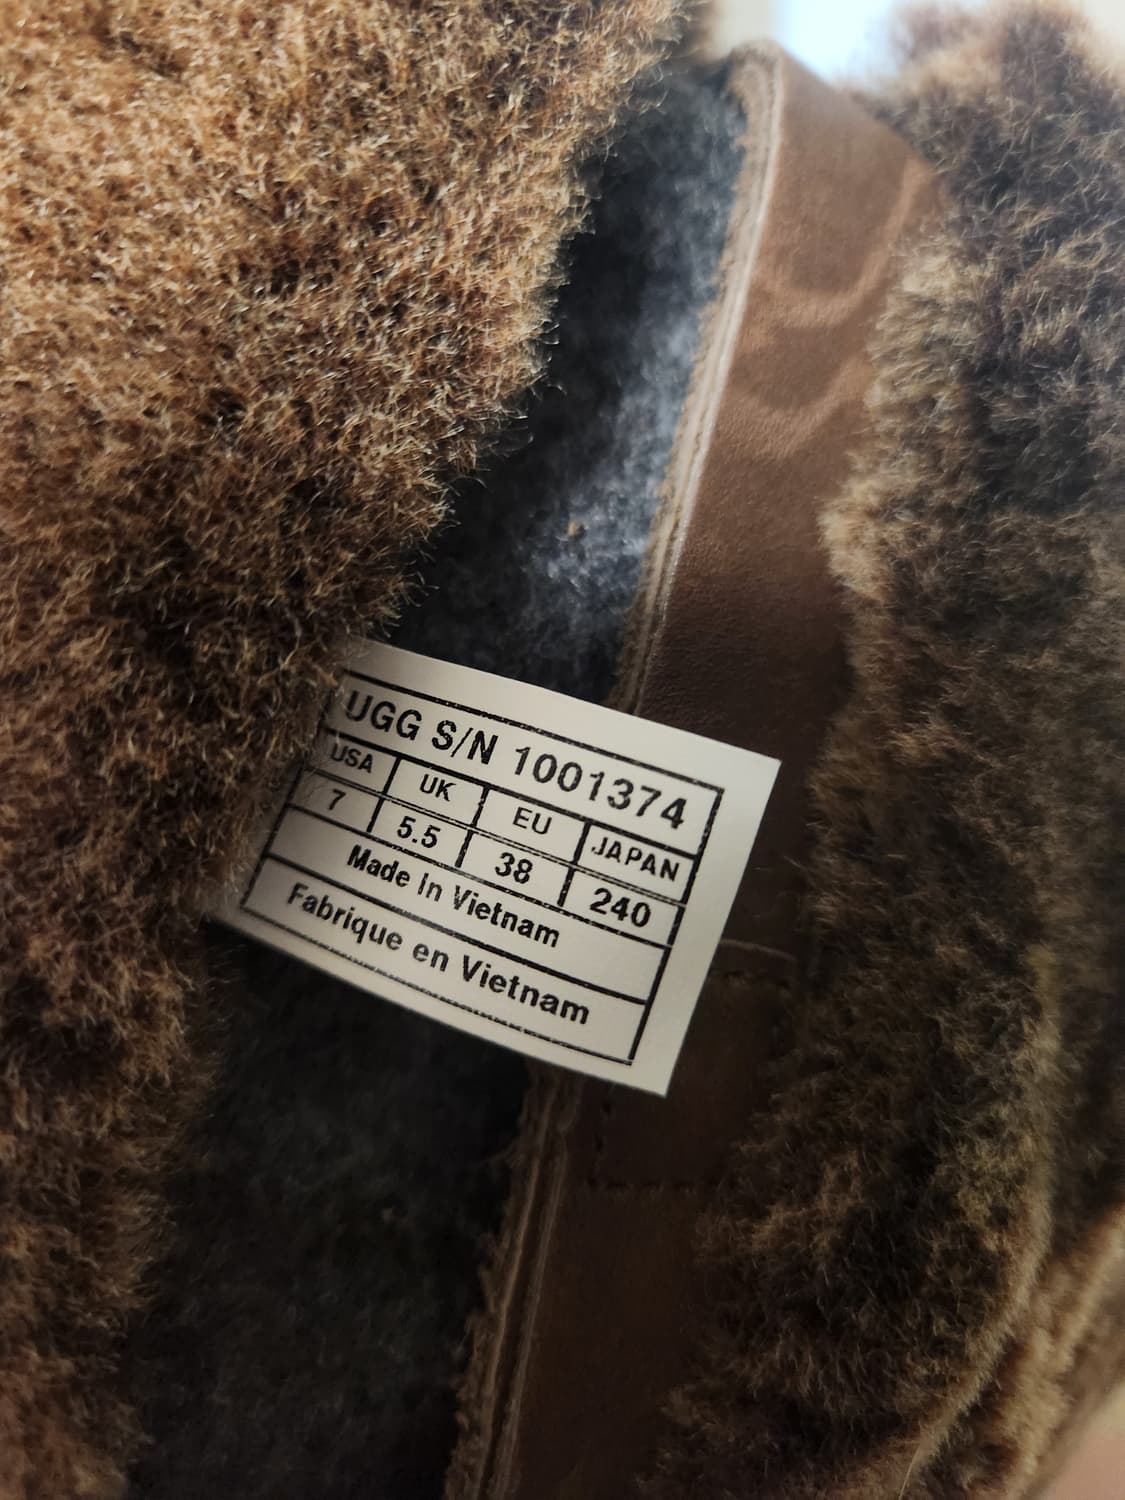 UGG S/N 1001374
USA UK EU JAPAN
7 5.5 38 240
Made In Vietnam
Fabrique en Vietnam